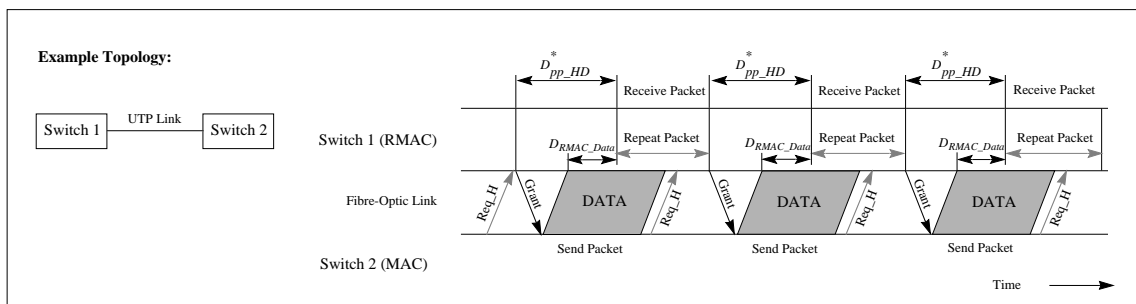 Example Topology:
Switch 1
UTP Link
Switch 2
D*pp_HD
D*pp_HD
D*pp_HD
Receive Packet
Receive Packet
Receive Packet
Switch 1 (RMAC)
DRMAC_Data
Repeat Packet
DRMAC_Data
Repeat Packet
DRMAC_Data
Repeat Packet
Fibre-Optic Link
Req_H
Grant
DATA
Req_H
Grant
DATA
Req_H
Grant
DATA
Req_H
Send Packet
Send Packet
Send Packet
Switch 2 (MAC)
Time